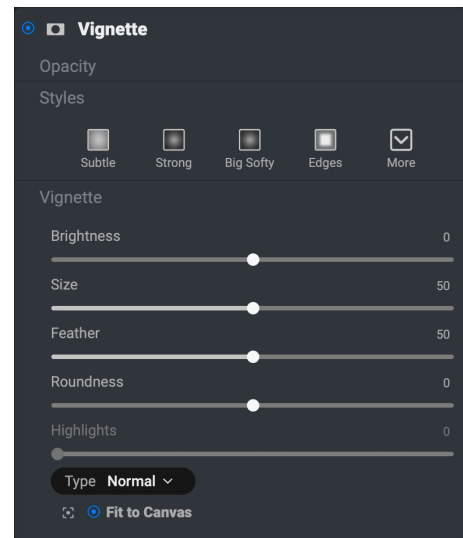 Vignette
Opacity
Styles
Subtle Strong Big Softy Edges More
Vignette
Brightness 0
Size 50
Feather 50
Roundness 0
Highlights 0
Type Normal
Fit to Canvas